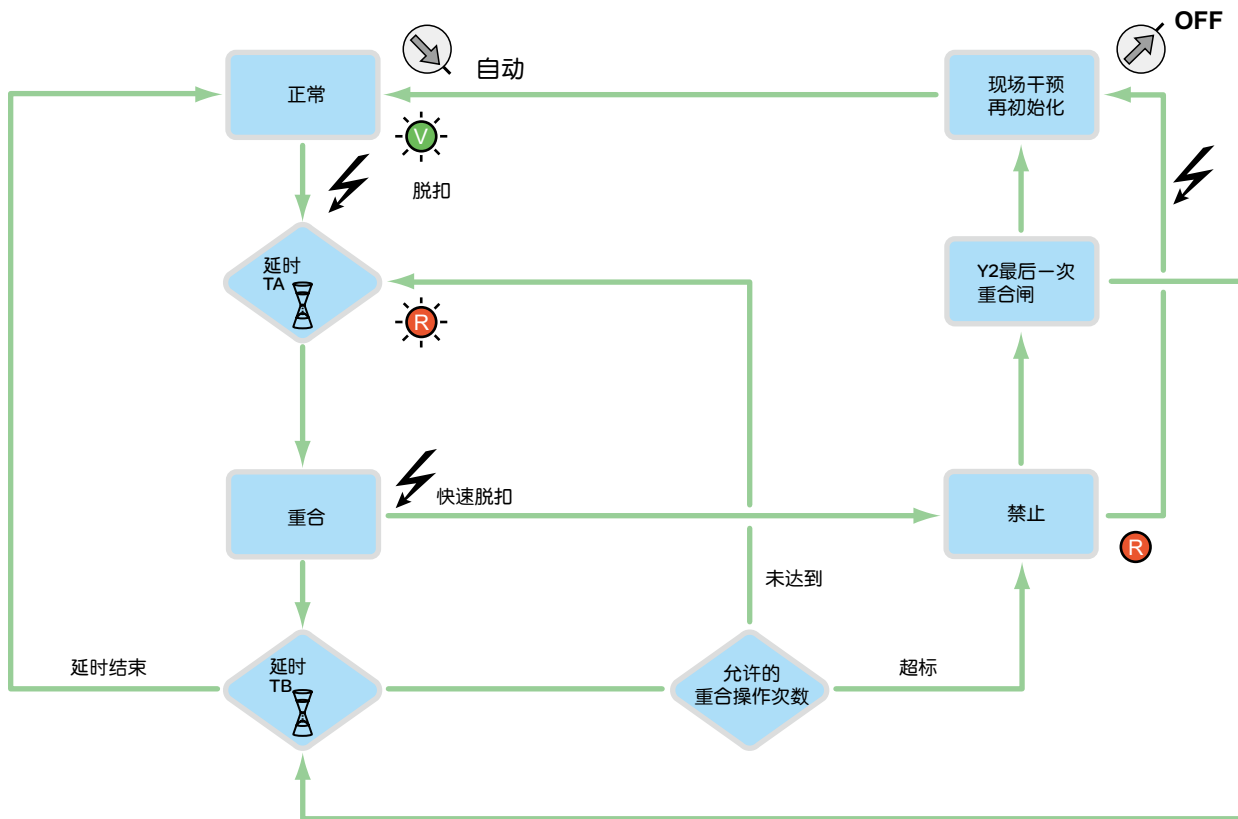 OFF
自动
正常
现场干预
再初始化
V
脱扣
延时
TA
R
Y2最后一次
重合闸
快速脱扣
重合
禁止
R
未达到
延时结束
延时
TB
允许的
重合操作次数
超标